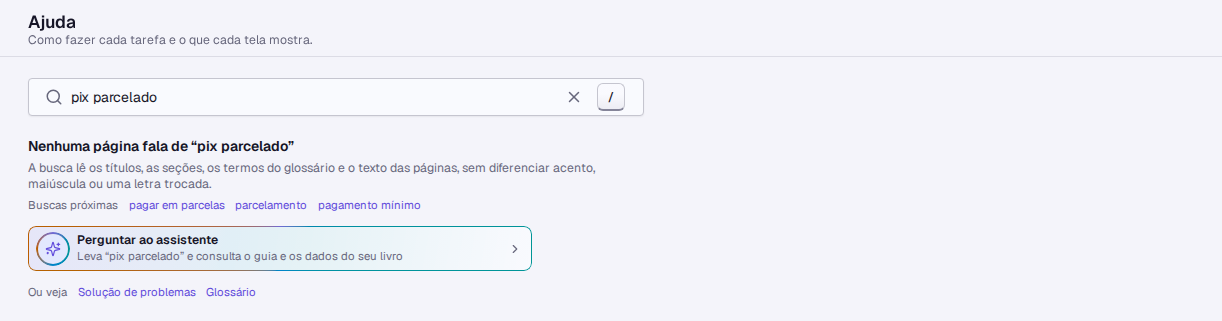 Ajuda
Como fazer cada tarefa e o que cada tela mostra.
pix parcelado
/
Nenhuma página fala de “pix parcelado”
A busca lê os títulos, as seções, os termos do glossário e o texto das páginas, sem diferenciar acento,
maiúscula ou uma letra trocada.
Buscas próximas pagar em parcelas parcelamento pagamento mínimo
Perguntar ao assistente
Leva “pix parcelado” e consulta o guia e os dados do seu livro
Ou veja Solução de problemas Glossário